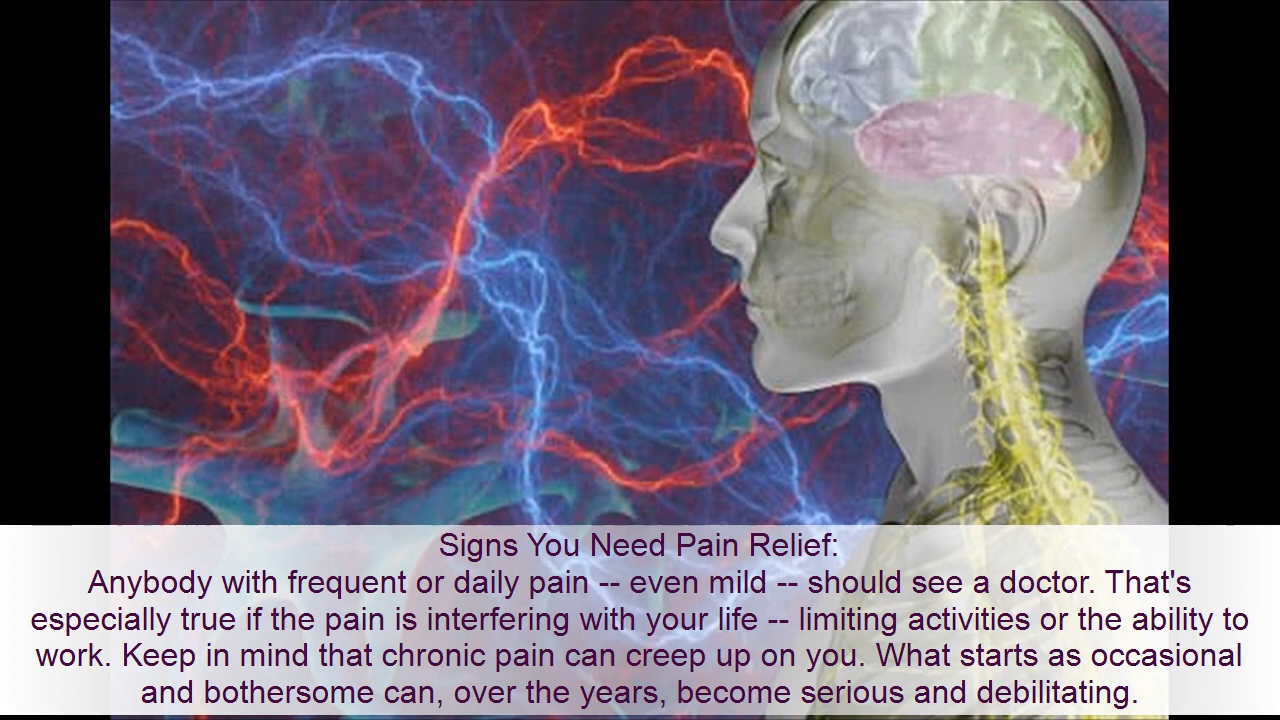 Signs You Need Pain Relief:
Anybody with frequent or daily pain -- even mild -- should see a doctor. That's
especially true if the pain is interfering with your life -- limiting activities or the ability to
work. Keep in mind that chronic pain can creep up on you. What starts as occasional
and bothersome can, over the years, become serious and debilitating.